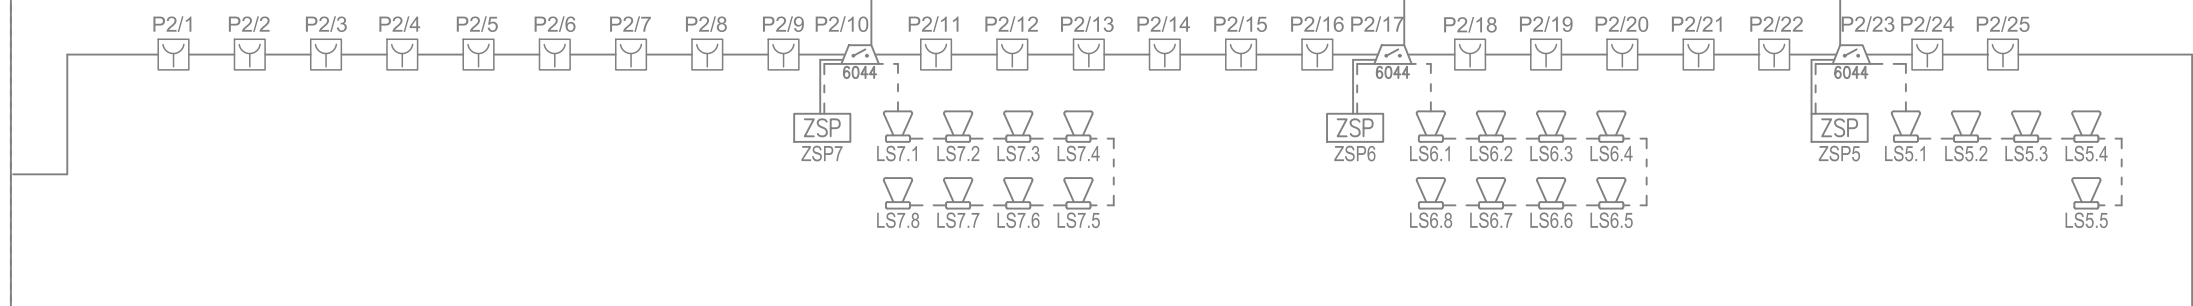 P2/1 P2/2 P2/3 P2/4 P2/5 P2/6 P2/7 P2/8 P2/9 P2/10 P2/11 P2/12 P2/13 P2/14 P2/15 P2/16 P2/17 P2/18 P2/19 P2/20 P2/21 P2/22 P2/23 P2/24 P2/25
6044 6044 6044
ZSP ZSP ZSP
ZSP7 LS7.1 LS7.2 LS7.3 LS7.4 ZSP6 LS6.1 LS6.2 LS6.3 LS6.4 ZSP5 LS5.1 LS5.2 LS5.3 LS5.4
LS7.8 LS7.7 LS7.6 LS7.5 LS6.8 LS6.7 LS6.6 LS6.5 LS5.5